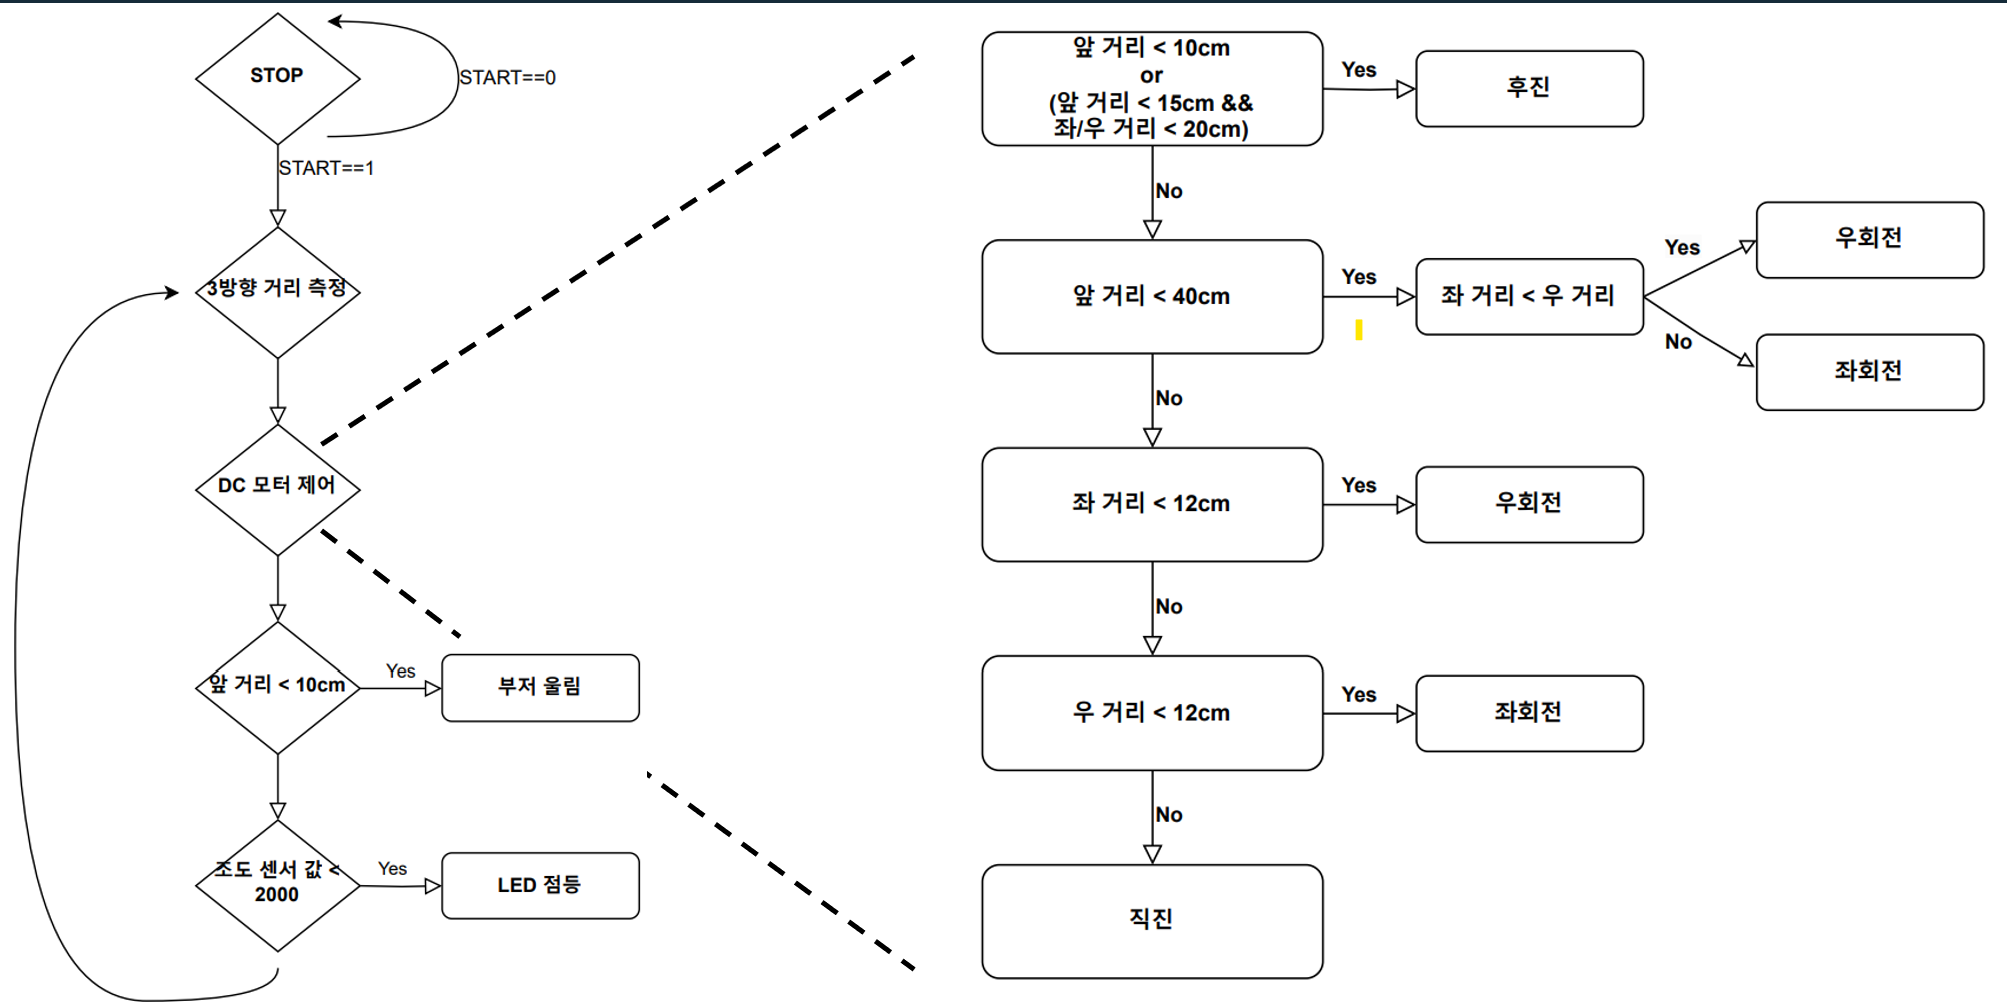 STOP
START==0
START==1
3방향 거리 측정
DC 모터 제어
앞 거리 < 10cm
Yes
부저 울림
조도 센서 값 <
2000
Yes
LED 점등
앞 거리 < 10cm
or
(앞 거리 < 15cm &&
좌/우 거리 < 20cm)
Yes
후진
No
앞 거리 < 40cm
Yes
좌 거리 < 우 거리
Yes
우회전
No
좌회전
No
좌 거리 < 12cm
Yes
우회전
No
우 거리 < 12cm
Yes
좌회전
No
직진